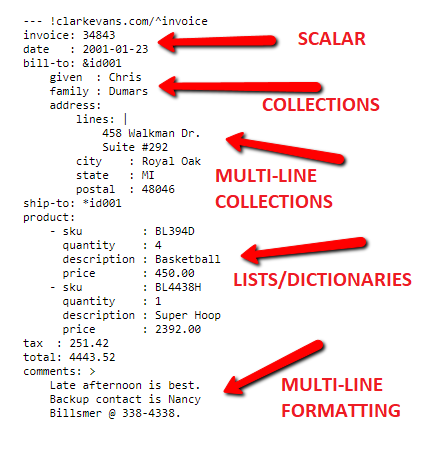 --- !clarkevans.com/^invoice
invoice: 34843
date   : 2001-01-23
SCALAR
bill-to: &id001
    given  : Chris
    family : Dumars
COLLECTIONS
    address:
        lines: |
            458 Walkman Dr.
            Suite #292
        city    : Royal Oak
        state   : MI
        postal  : 48046
MULTI-LINE
COLLECTIONS
ship-to: *id001
product:
    - sku         : BL394D
      quantity    : 4
      description : Basketball
      price       : 450.00
LISTS/DICTIONARIES
    - sku         : BL4438H
      quantity    : 1
      description : Super Hoop
      price       : 2392.00
tax  : 251.42
total: 4443.52
comments: >
    Late afternoon is best.
    Backup contact is Nancy
    Billsmer @ 338-4338.
MULTI-LINE
FORMATTING